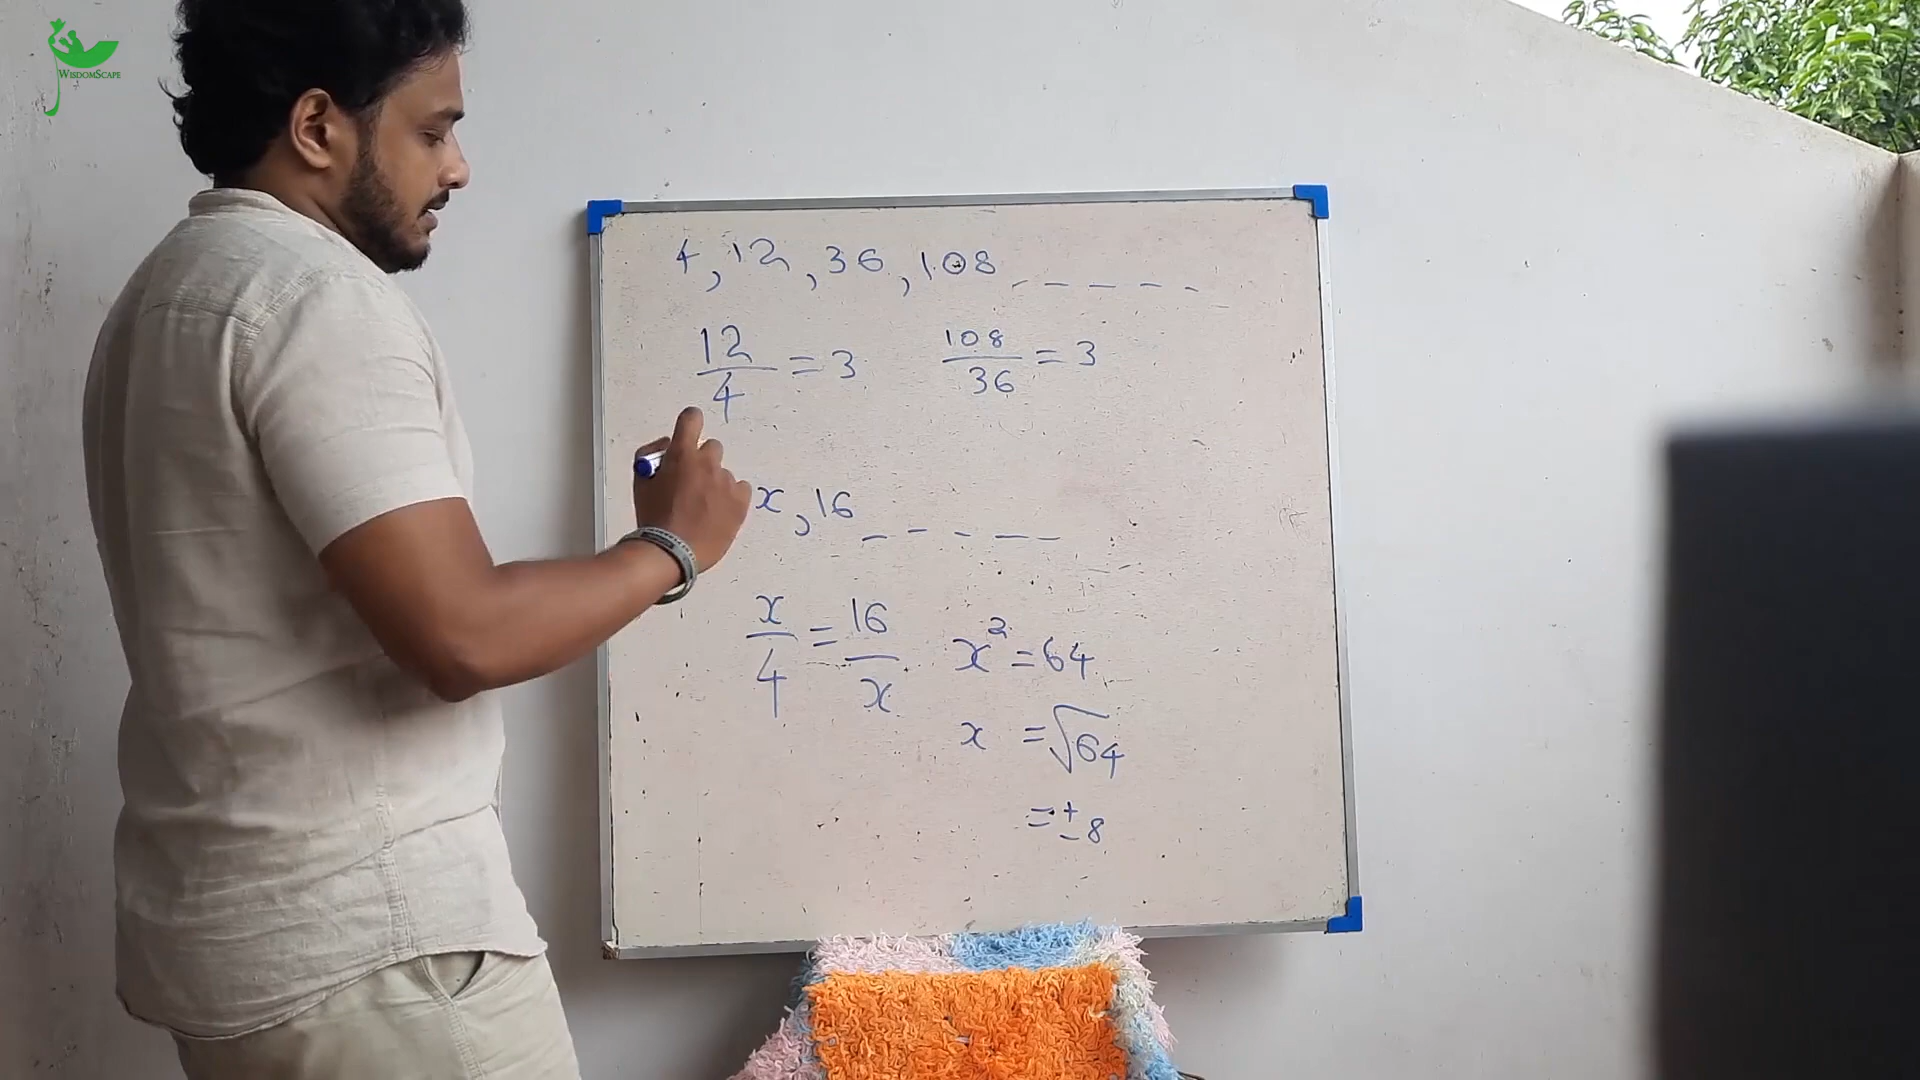 WISDOMSCAPE
4, 12, 36, 108 - - - - -
12/4 = 3    108/36 = 3
x, 16 - - - - -
x/4 = 16/x    x² = 64
x = √64
= ±8